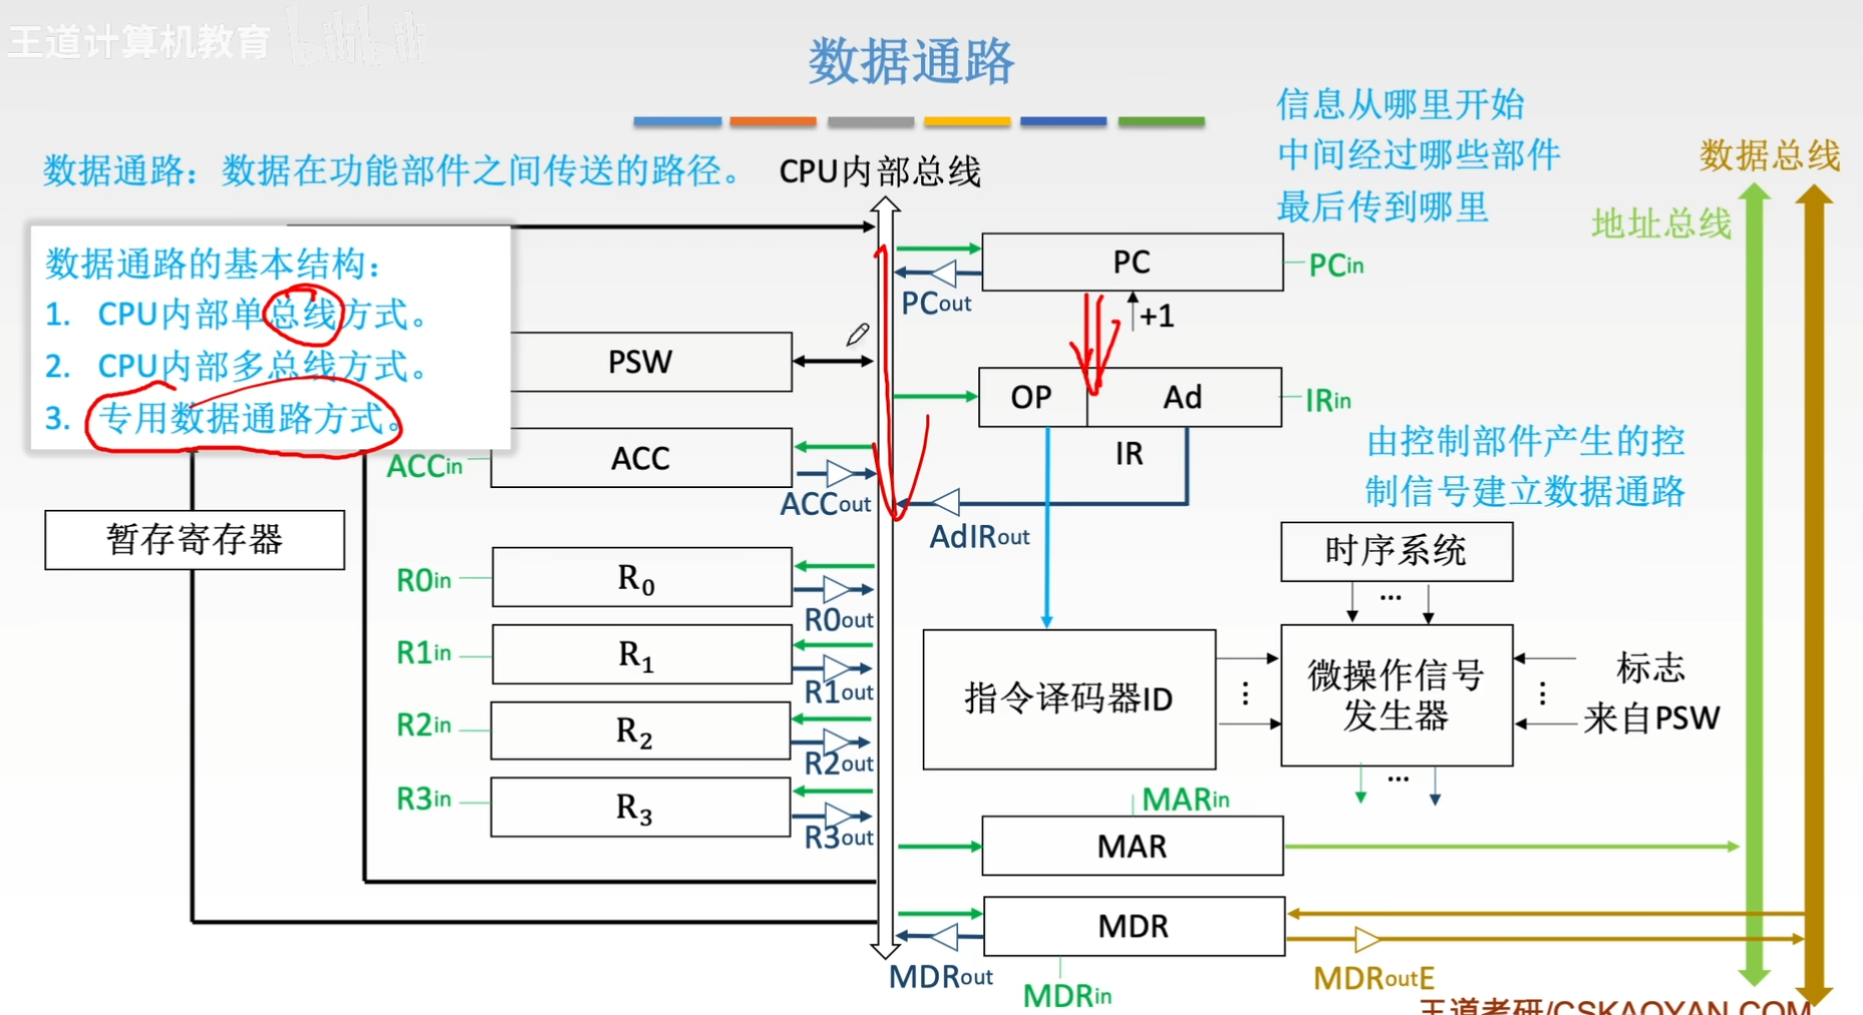 王道计算机教育 bilibili
数据通路
信息从哪里开始
中间经过哪些部件
最后传到哪里
数据总线
地址总线
数据通路：数据在功能部件之间传送的路径。
CPU内部总线
数据通路的基本结构：
1. CPU内部单总线方式。
2. CPU内部多总线方式。
3. 专用数据通路方式。
PC
PCin
PCout
+1
PSW
OP
Ad
IRin
IR
ACC
ACCin
ACCout
AdIRout
由控制部件产生的控
制信号建立数据通路
暂存寄存器
时序系统
...
R0in
R0
R0out
R1in
R1
R1out
R2in
R2
R2out
R3in
R3
R3out
指令译码器ID
...
微操作信号
发生器
...
标志
来自PSW
...
MARin
MAR
MDR
MDRout
MDRin
MDRoutE
王道考研/CSKAOYAN.COM